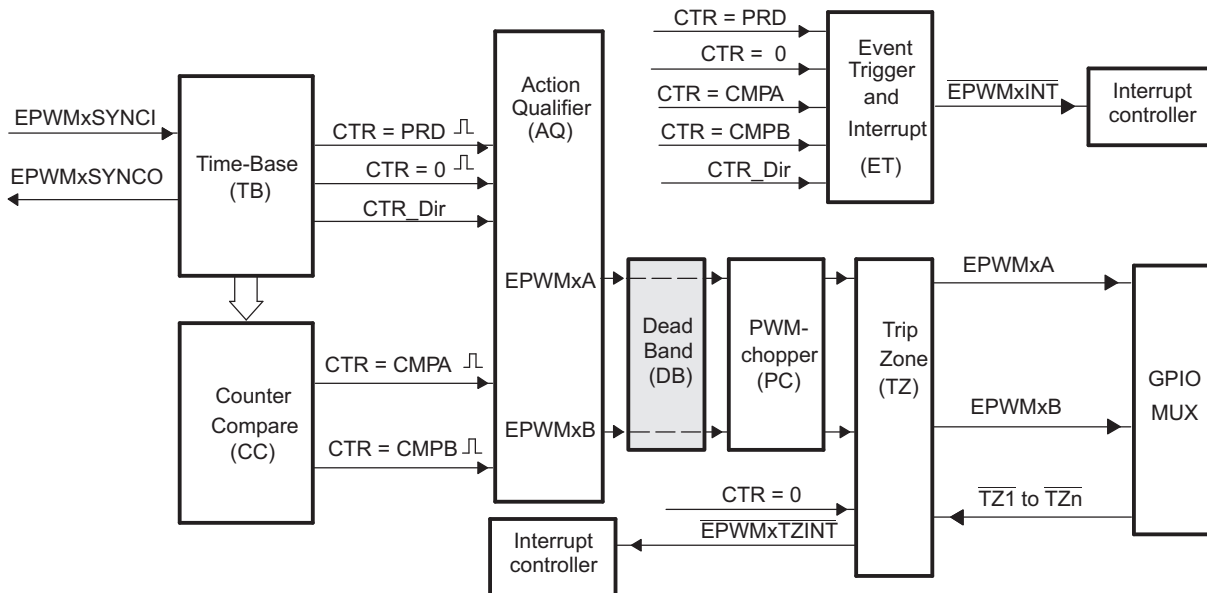 EPWMxSYNCI
EPWMxSYNCO
Time-Base
(TB)
CTR = PRD
CTR = 0
CTR_Dir
Counter
Compare
(CC)
CTR = CMPA
CTR = CMPB
Action
Qualifier
(AQ)
EPWMxA
EPWMxB
CTR = PRD
CTR = 0
CTR = CMPA
CTR = CMPB
CTR_Dir
Event
Trigger
and
Interrupt
(ET)
EPWMxINT
Interrupt
controller
Dead
Band
(DB)
PWM-
chopper
(PC)
Trip
Zone
(TZ)
EPWMxA
EPWMxB
TZ1 to TZn
GPIO
MUX
CTR = 0
EPWMxTZINT
Interrupt
controller